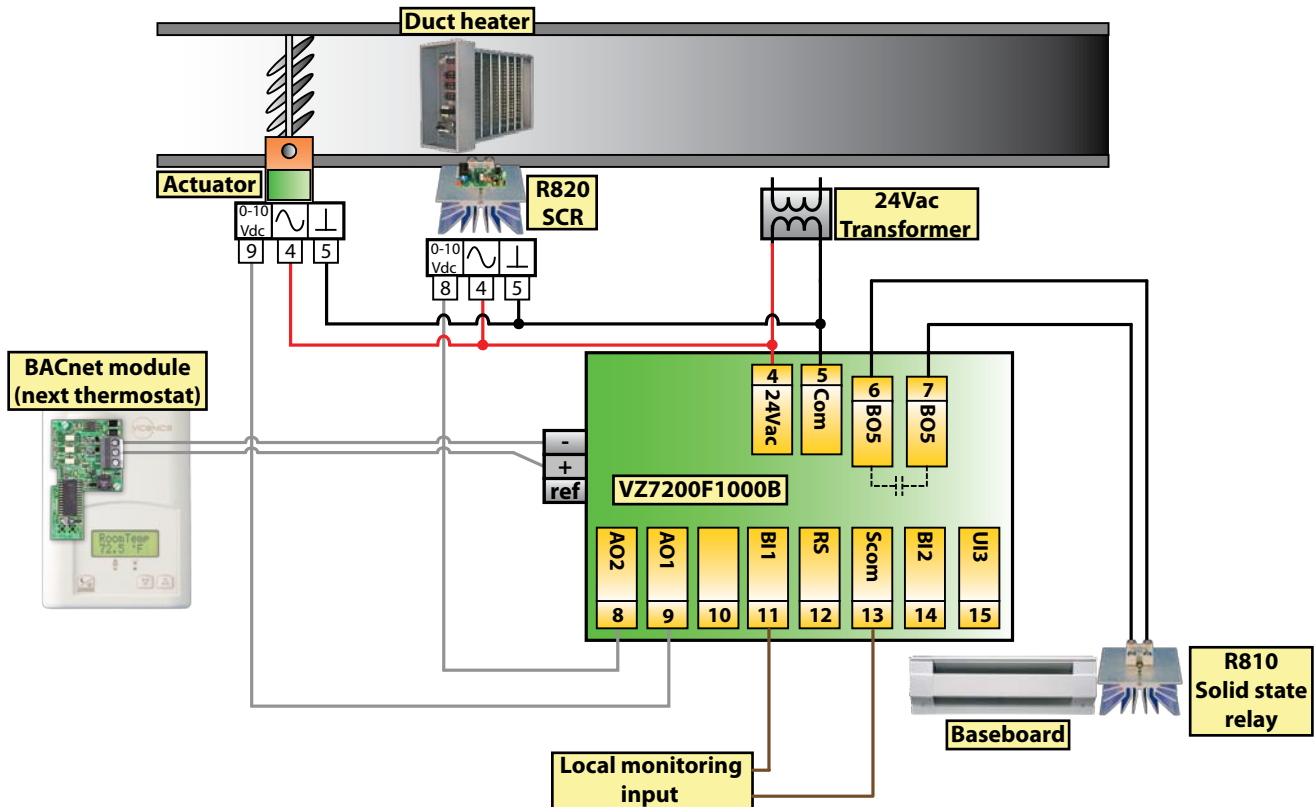 Duct heater
Actuator
R820
SCR
24Vac
Transformer
0-10
Vdc
9
4
5
0-10
Vdc
8
4
5
BACnet module
(next thermostat)
VICONICS
RoomTemp
72.5 °F
-
+
ref
VZ7200F1000B
4
24Vac
5
Com
6
BO5
7
BO5
AO2
8
AO1
9
10
BI1
11
RS
12
Scom
13
BI2
14
UI3
15
Baseboard
R810
Solid state
relay
Local monitoring
input